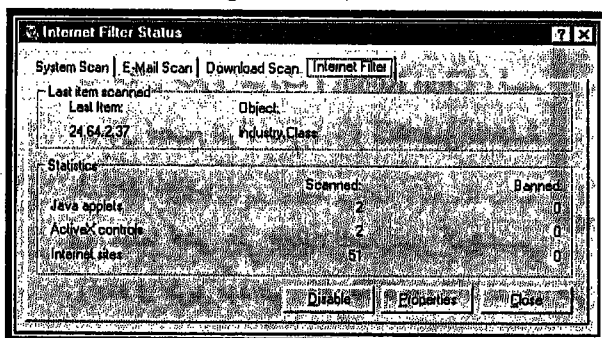 Internet Filter Status
System Scan E-Mail Scan Download Scan Internet Filter
Last item scanned
Last Item: Object:
24.64.2.37 Industry.Class
Statistics
Scanned: Banned:
Java applets 2 0
ActiveX controls 2 0
Internet sites 51 0
Disable Properties Close